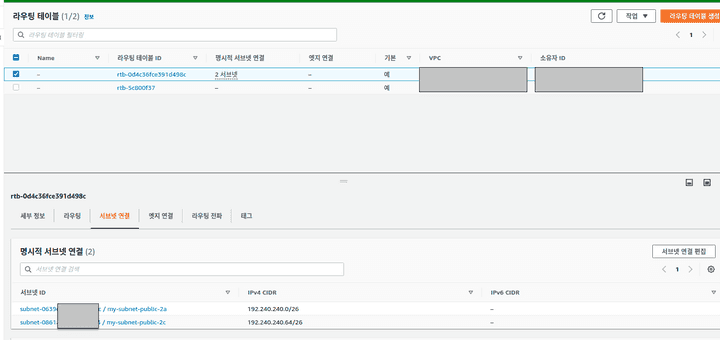 라우팅 테이블 (1/2) 정보
작업 ▼
라우팅 테이블 생성
라우팅 테이블 필터링
< 1 >
Name 라우팅 테이블 ID 명시적 서브넷 연결 엣지 연결 기본 VPC 소유자 ID
– rtb-0d4c36fce391d498c 2 서브넷 – 예
– rtb-5c800f37 – – 예
rtb-0d4c36fce391d498c
세부 정보 라우팅 서브넷 연결 엣지 연결 라우팅 전파 태그
명시적 서브넷 연결 (2)
서브넷 연결 편집
서브넷 연결 검색
< 1 >
서브넷 ID IPv4 CIDR IPv6 CIDR
subnet-0639 / my-subnet-public-2a 192.240.240.0/26 –
subnet-0861 / my-subnet-public-2c 192.240.240.64/26 –